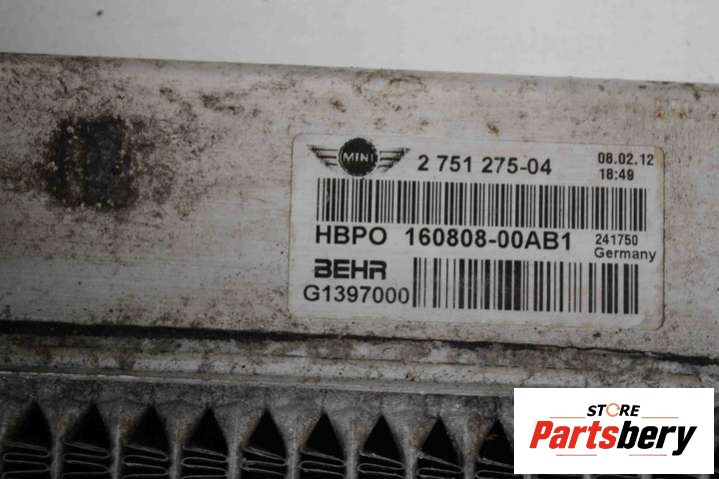 MINI 2 751 275-04 08.02.12
18:49
HBPO 160808-00AB1 241750
Germany
BEHR
G1397000
STORE
Partsbery